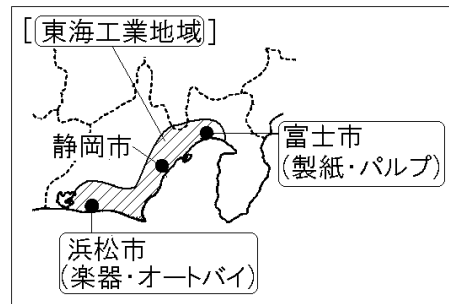 [東海工業地域]
静岡市
富士市
(製紙・パルプ)
浜松市
(楽器・オートバイ)